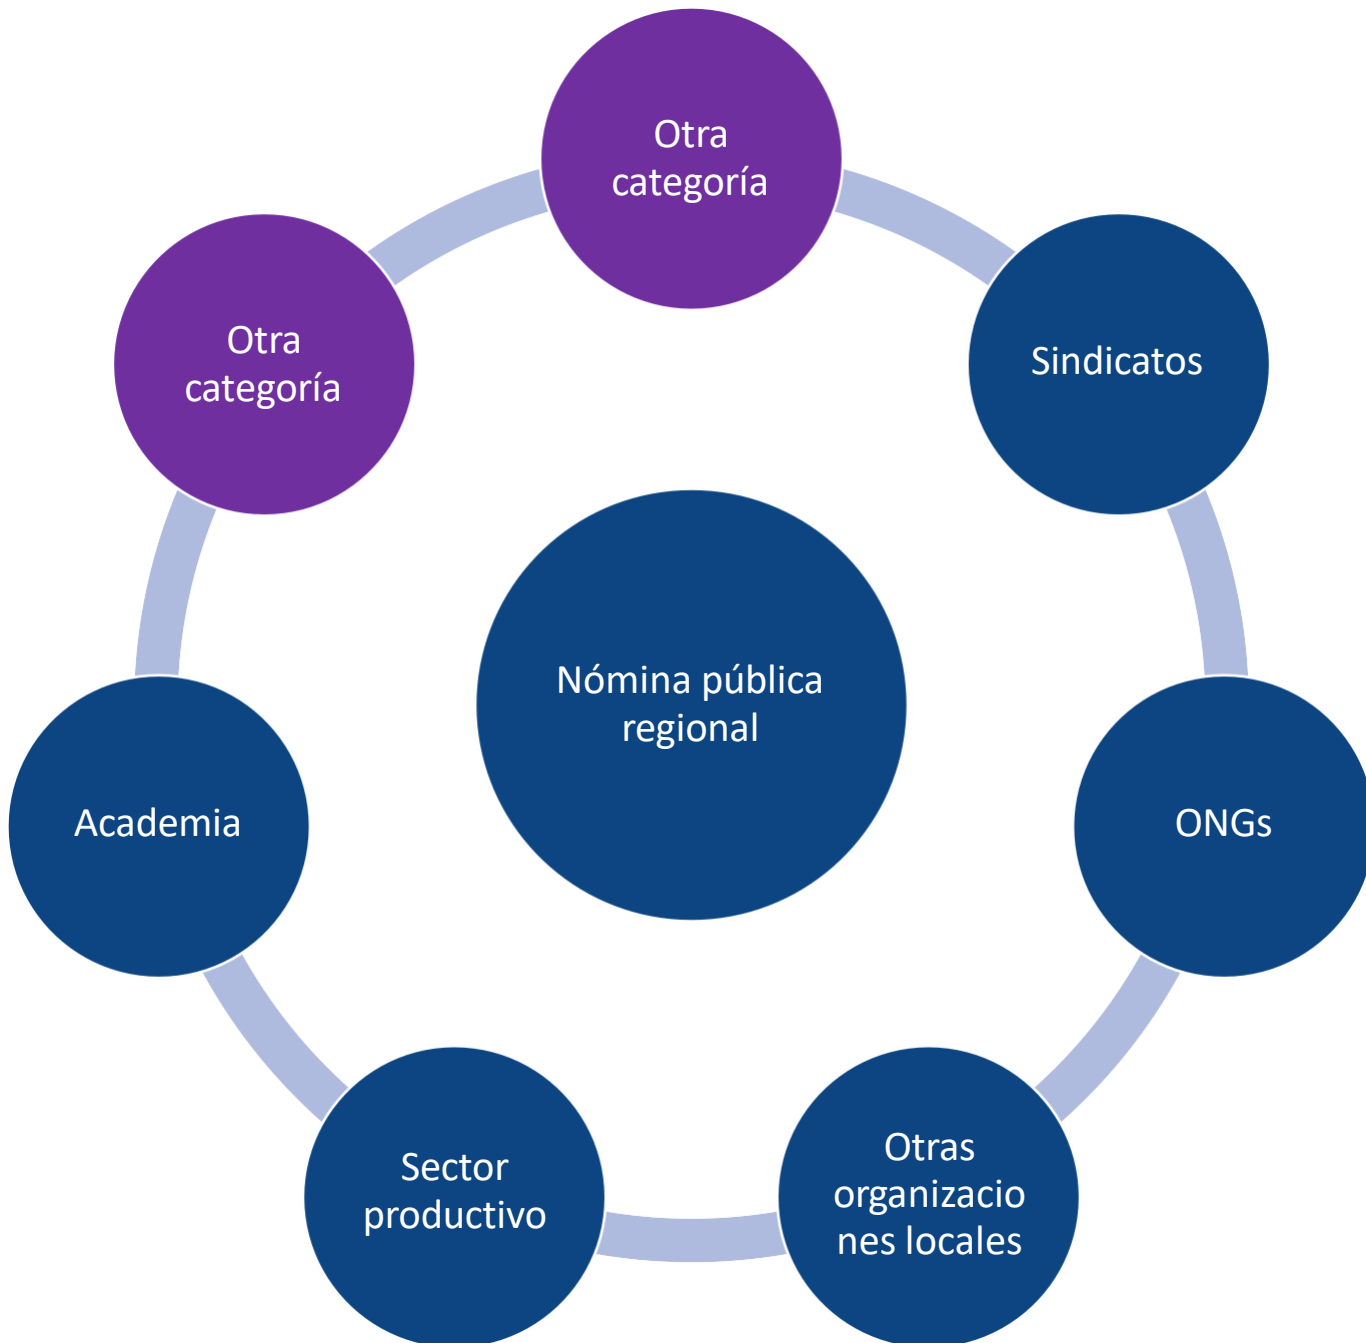 Otra
categoría
Otra
categoría
Sindicatos
Nómina pública
regional
Academia
ONGs
Sector
productivo
Otras
organizacio
nes locales